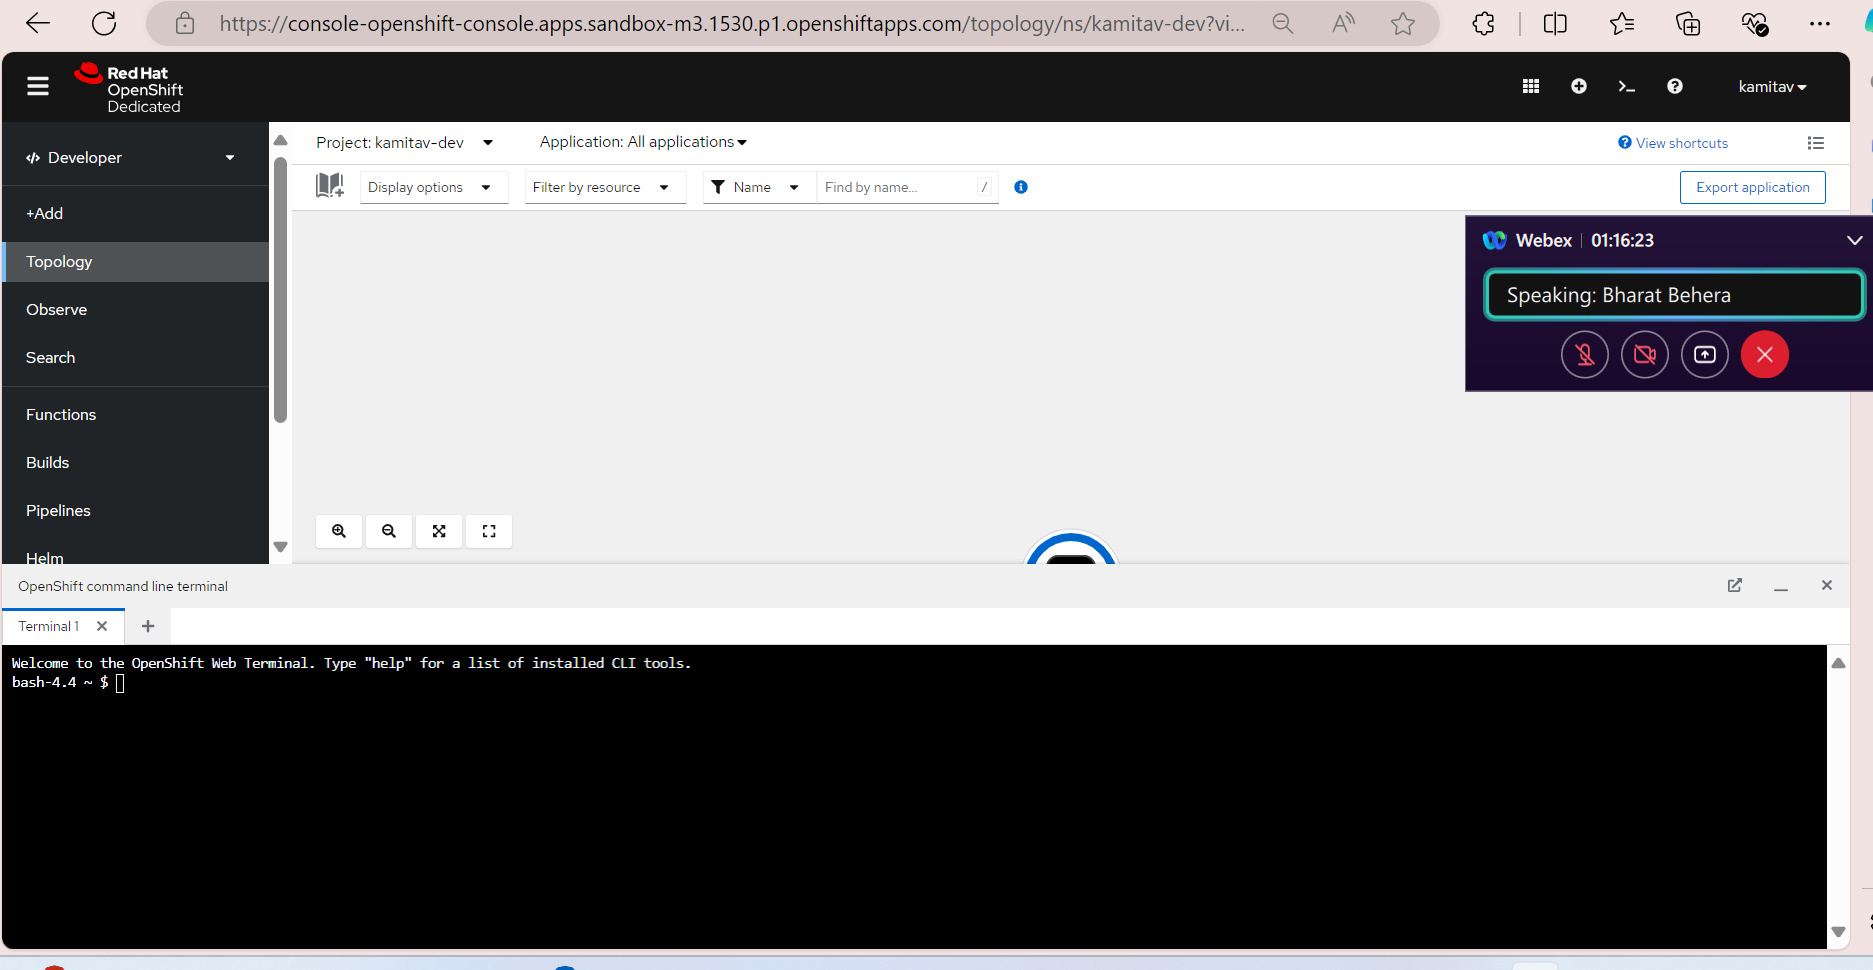 https://console-openshift-console.apps.sandbox-m3.1530.p1.openshiftapps.com/topology/ns/kamitav-dev?vi...
Red Hat
OpenShift
Dedicated
kamitav
Developer
Project: kamitav-dev
Application: All applications
View shortcuts
Display options
Filter by resource
Name
Find by name...
/
Export application
+Add
Topology
Observe
Search
Functions
Builds
Pipelines
Helm
Webex | 01:16:23
Speaking: Bharat Behera
OpenShift command line terminal
Terminal 1
Welcome to the OpenShift Web Terminal. Type "help" for a list of installed CLI tools.
bash-4.4 ~ $